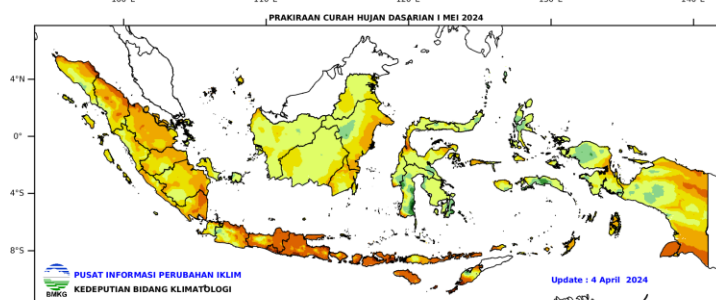 PRAKIRAAN CURAH HUJAN DASARIAN I MEI 2024
4°N
0°
4°S
8°S
PUSAT INFORMASI PERUBAHAN IKLIM
KEDEPUTIAN BIDANG KLIMATOLOGI
BMKG
Update : 4 April 2024